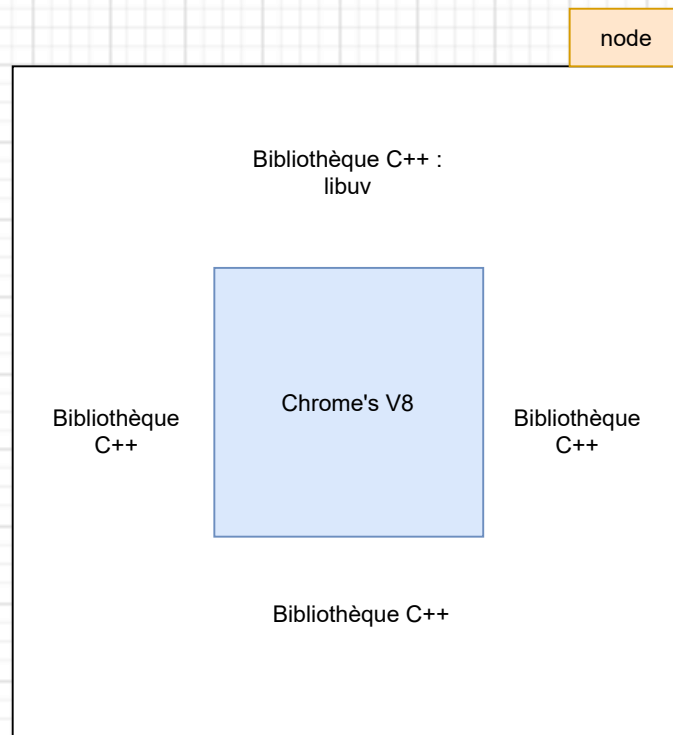 node
Bibliothèque C++ :
libuv
Chrome's V8
Bibliothèque
C++
Bibliothèque
C++
Bibliothèque C++